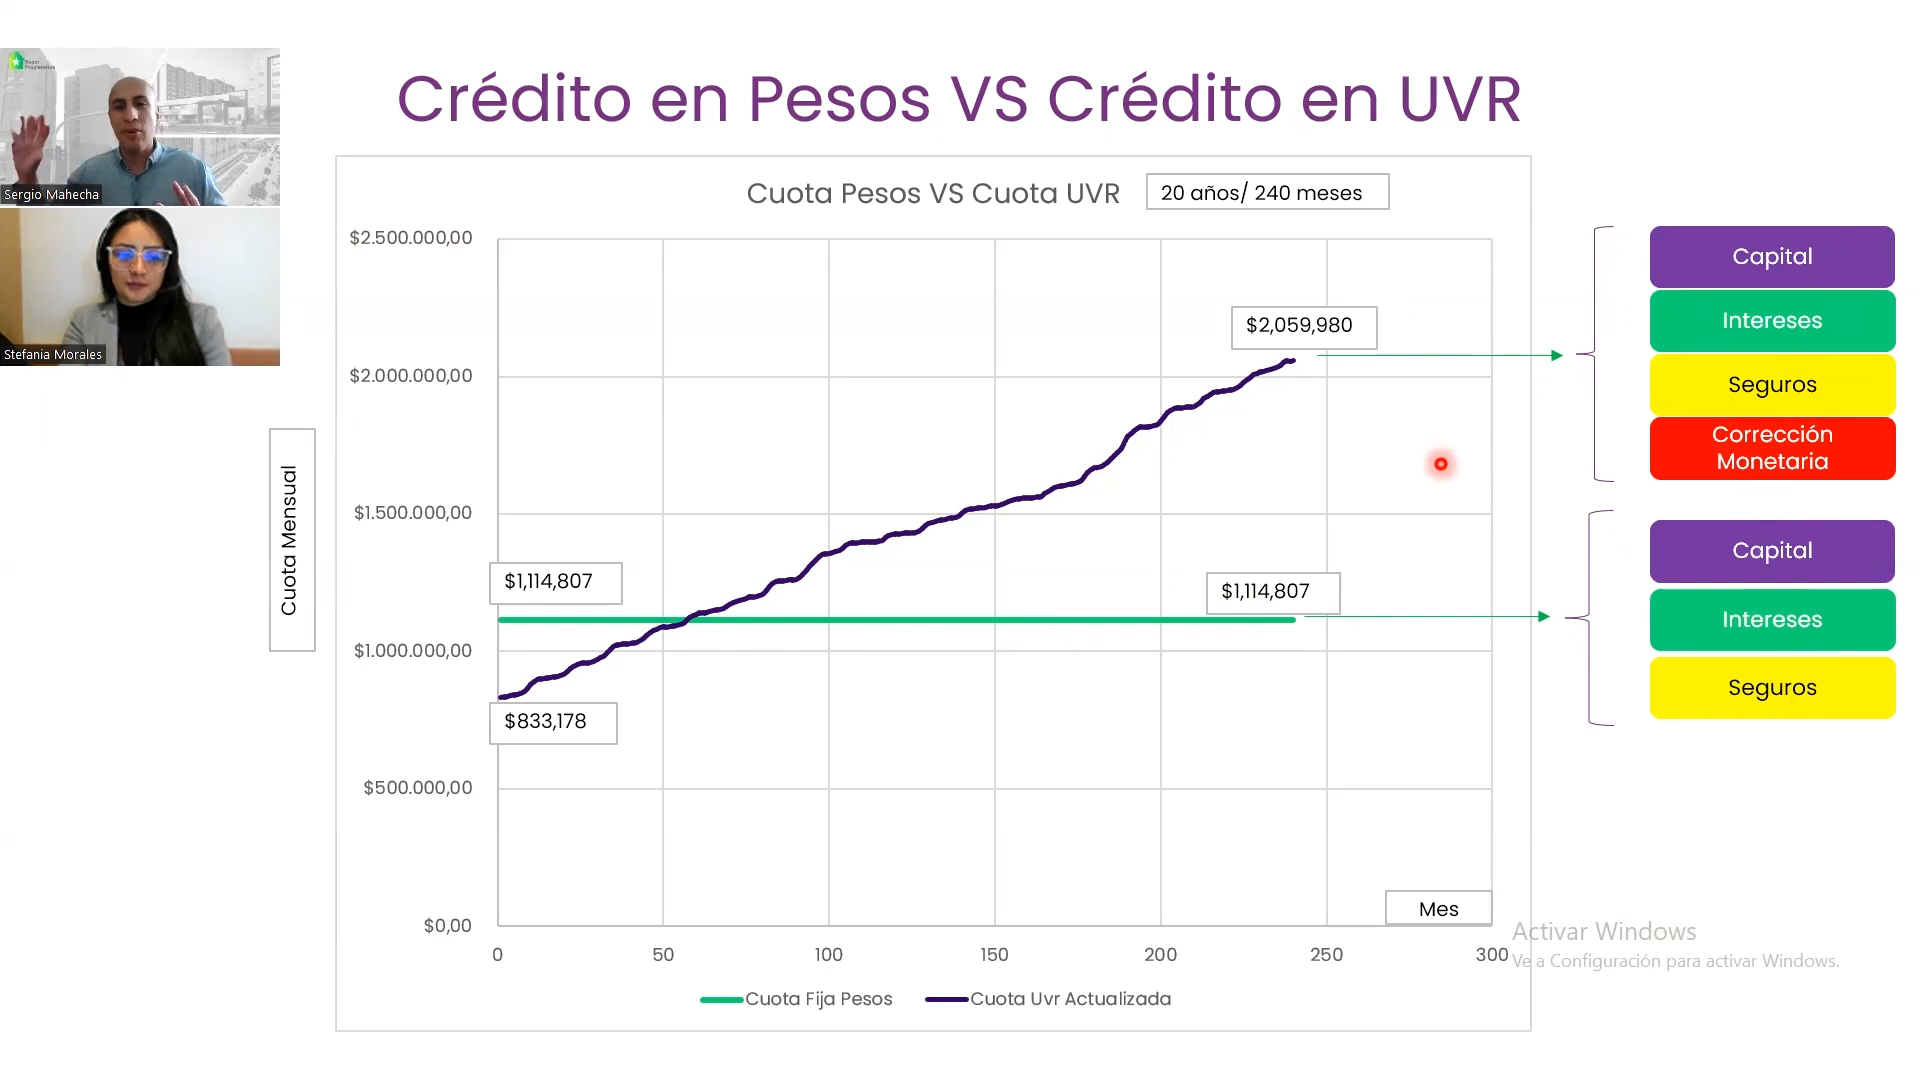 Crédito en Pesos VS Crédito en UVR
Super
Propietarios
Sergio Mahecha
Stefania Morales
Cuota Pesos VS Cuota UVR
20 años/ 240 meses
$2.500.000,00
$2.000.000,00
$1.500.000,00
$1.000.000,00
$500.000,00
$0,00
Cuota Mensual
$2,059,980
$1,114,807
$1,114,807
$833,178
Mes
0
50
100
150
200
250
300
Cuota Fija Pesos
Cuota Uvr Actualizada
Capital
Intereses
Seguros
Corrección
Monetaria
Capital
Intereses
Seguros
Activar Windows
Ve a Configuración para activar Windows.